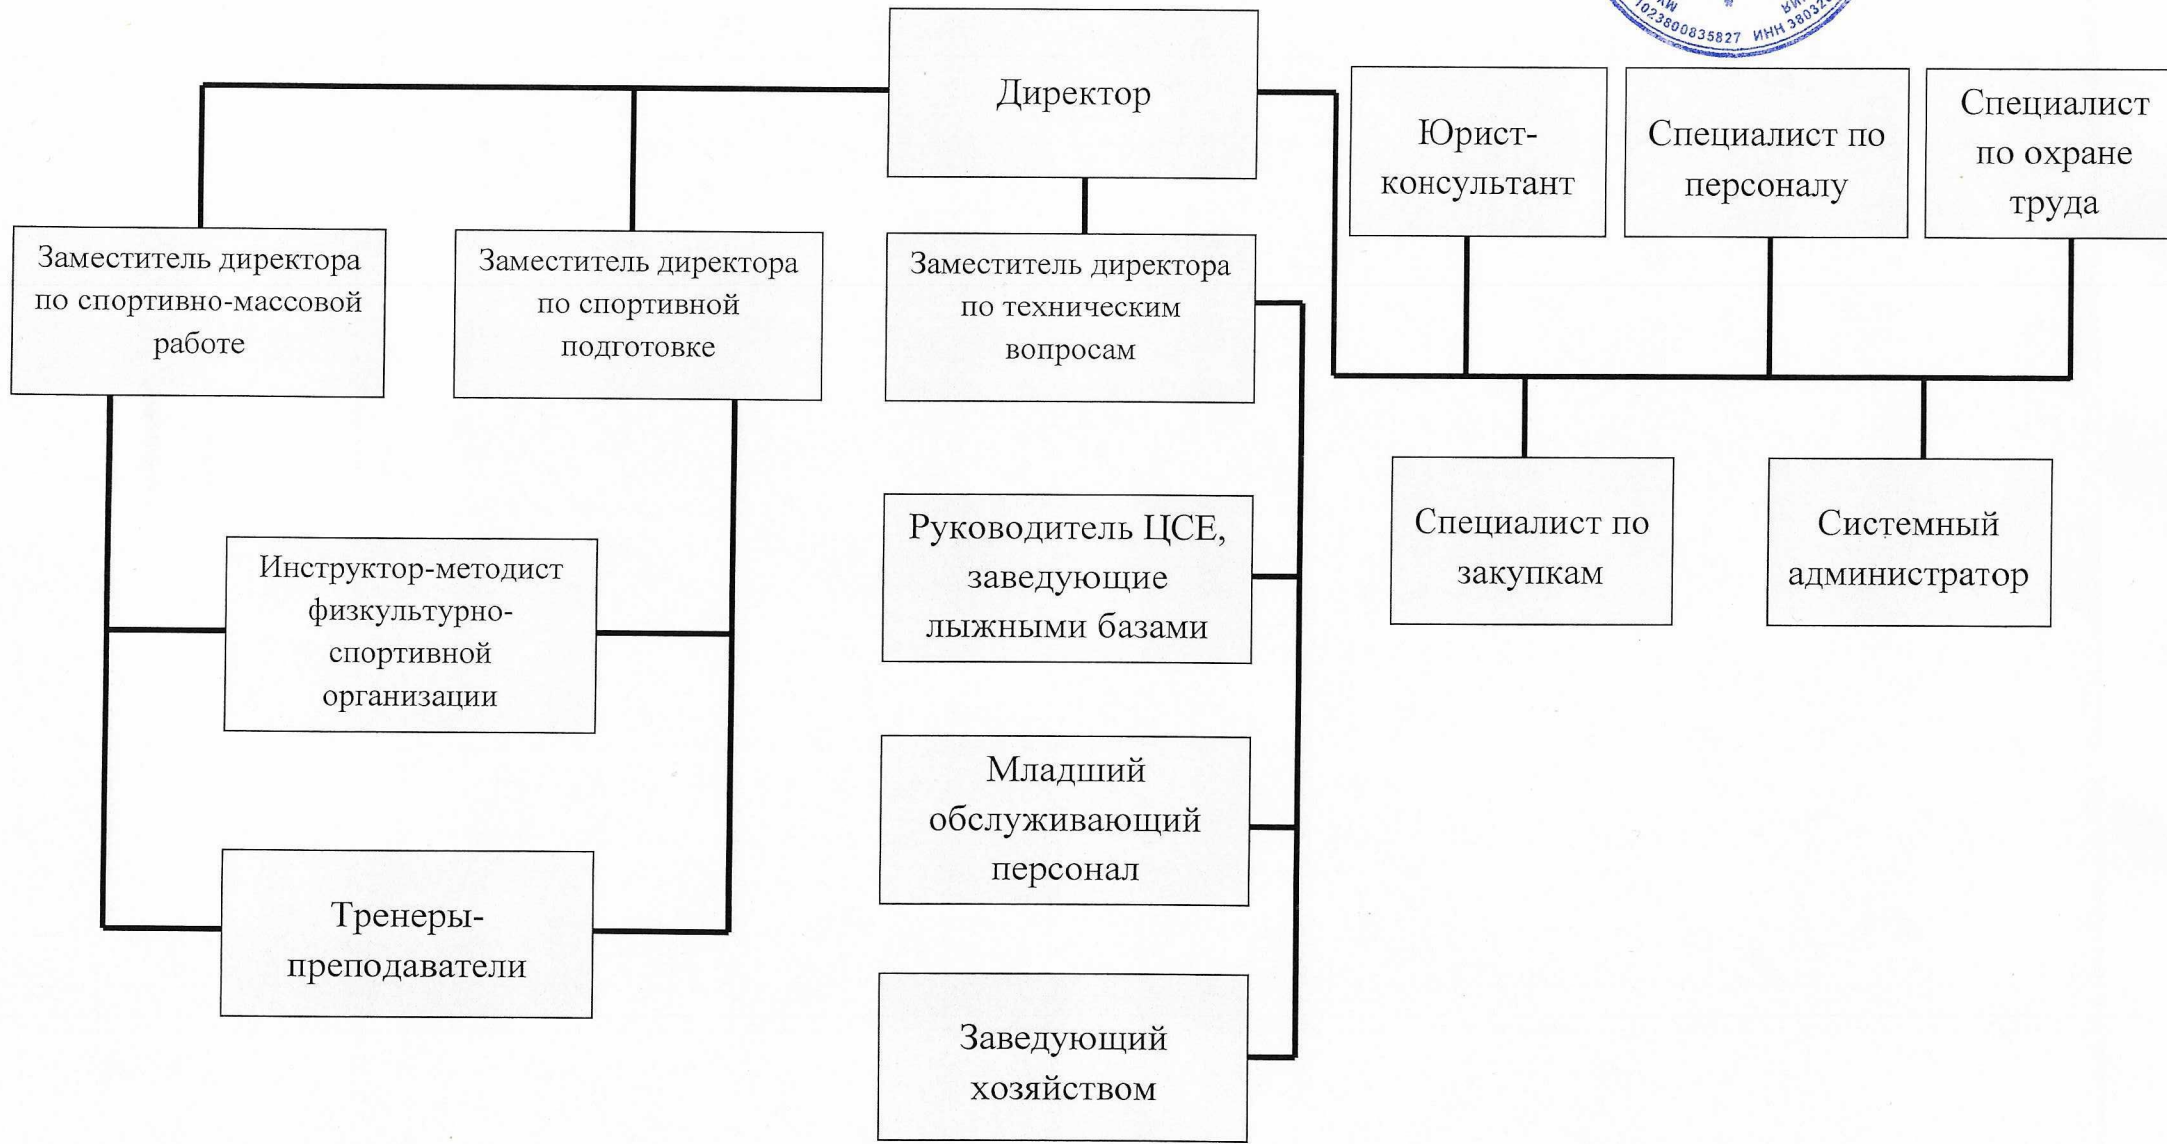 1023800835827 ИНН
Директор
Юрист-
консультант
Специалист по
персоналу
Специалист
по охране
труда
Заместитель директора
по спортивно-массовой
работе
Заместитель директора
по спортивной
подготовке
Заместитель директора
по техническим
вопросам
Специалист по
закупкам
Системный
администратор
Руководитель ЦСЕ,
заведующие
лыжными базами
Инструктор-методист
физкультурно-
спортивной
организации
Младший
обслуживающий
персонал
Тренеры-
преподаватели
Заведующий
хозяйством